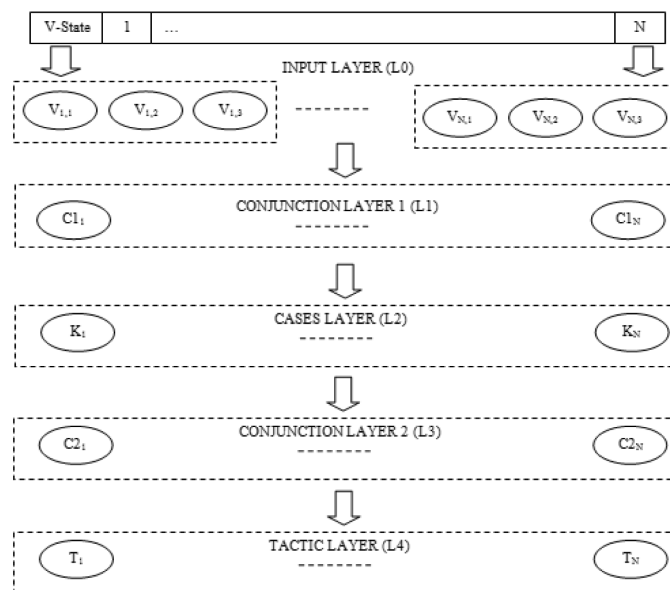 V-State 1 ... N
INPUT LAYER (L0)
V1,1 V1,2 V1,3 VN,1 VN,2 VN,3
CONJUNCTION LAYER 1 (L1)
C11 C1N
CASES LAYER (L2)
K1 KN
CONJUNCTION LAYER 2 (L3)
C21 C2N
TACTIC LAYER (L4)
T1 TN